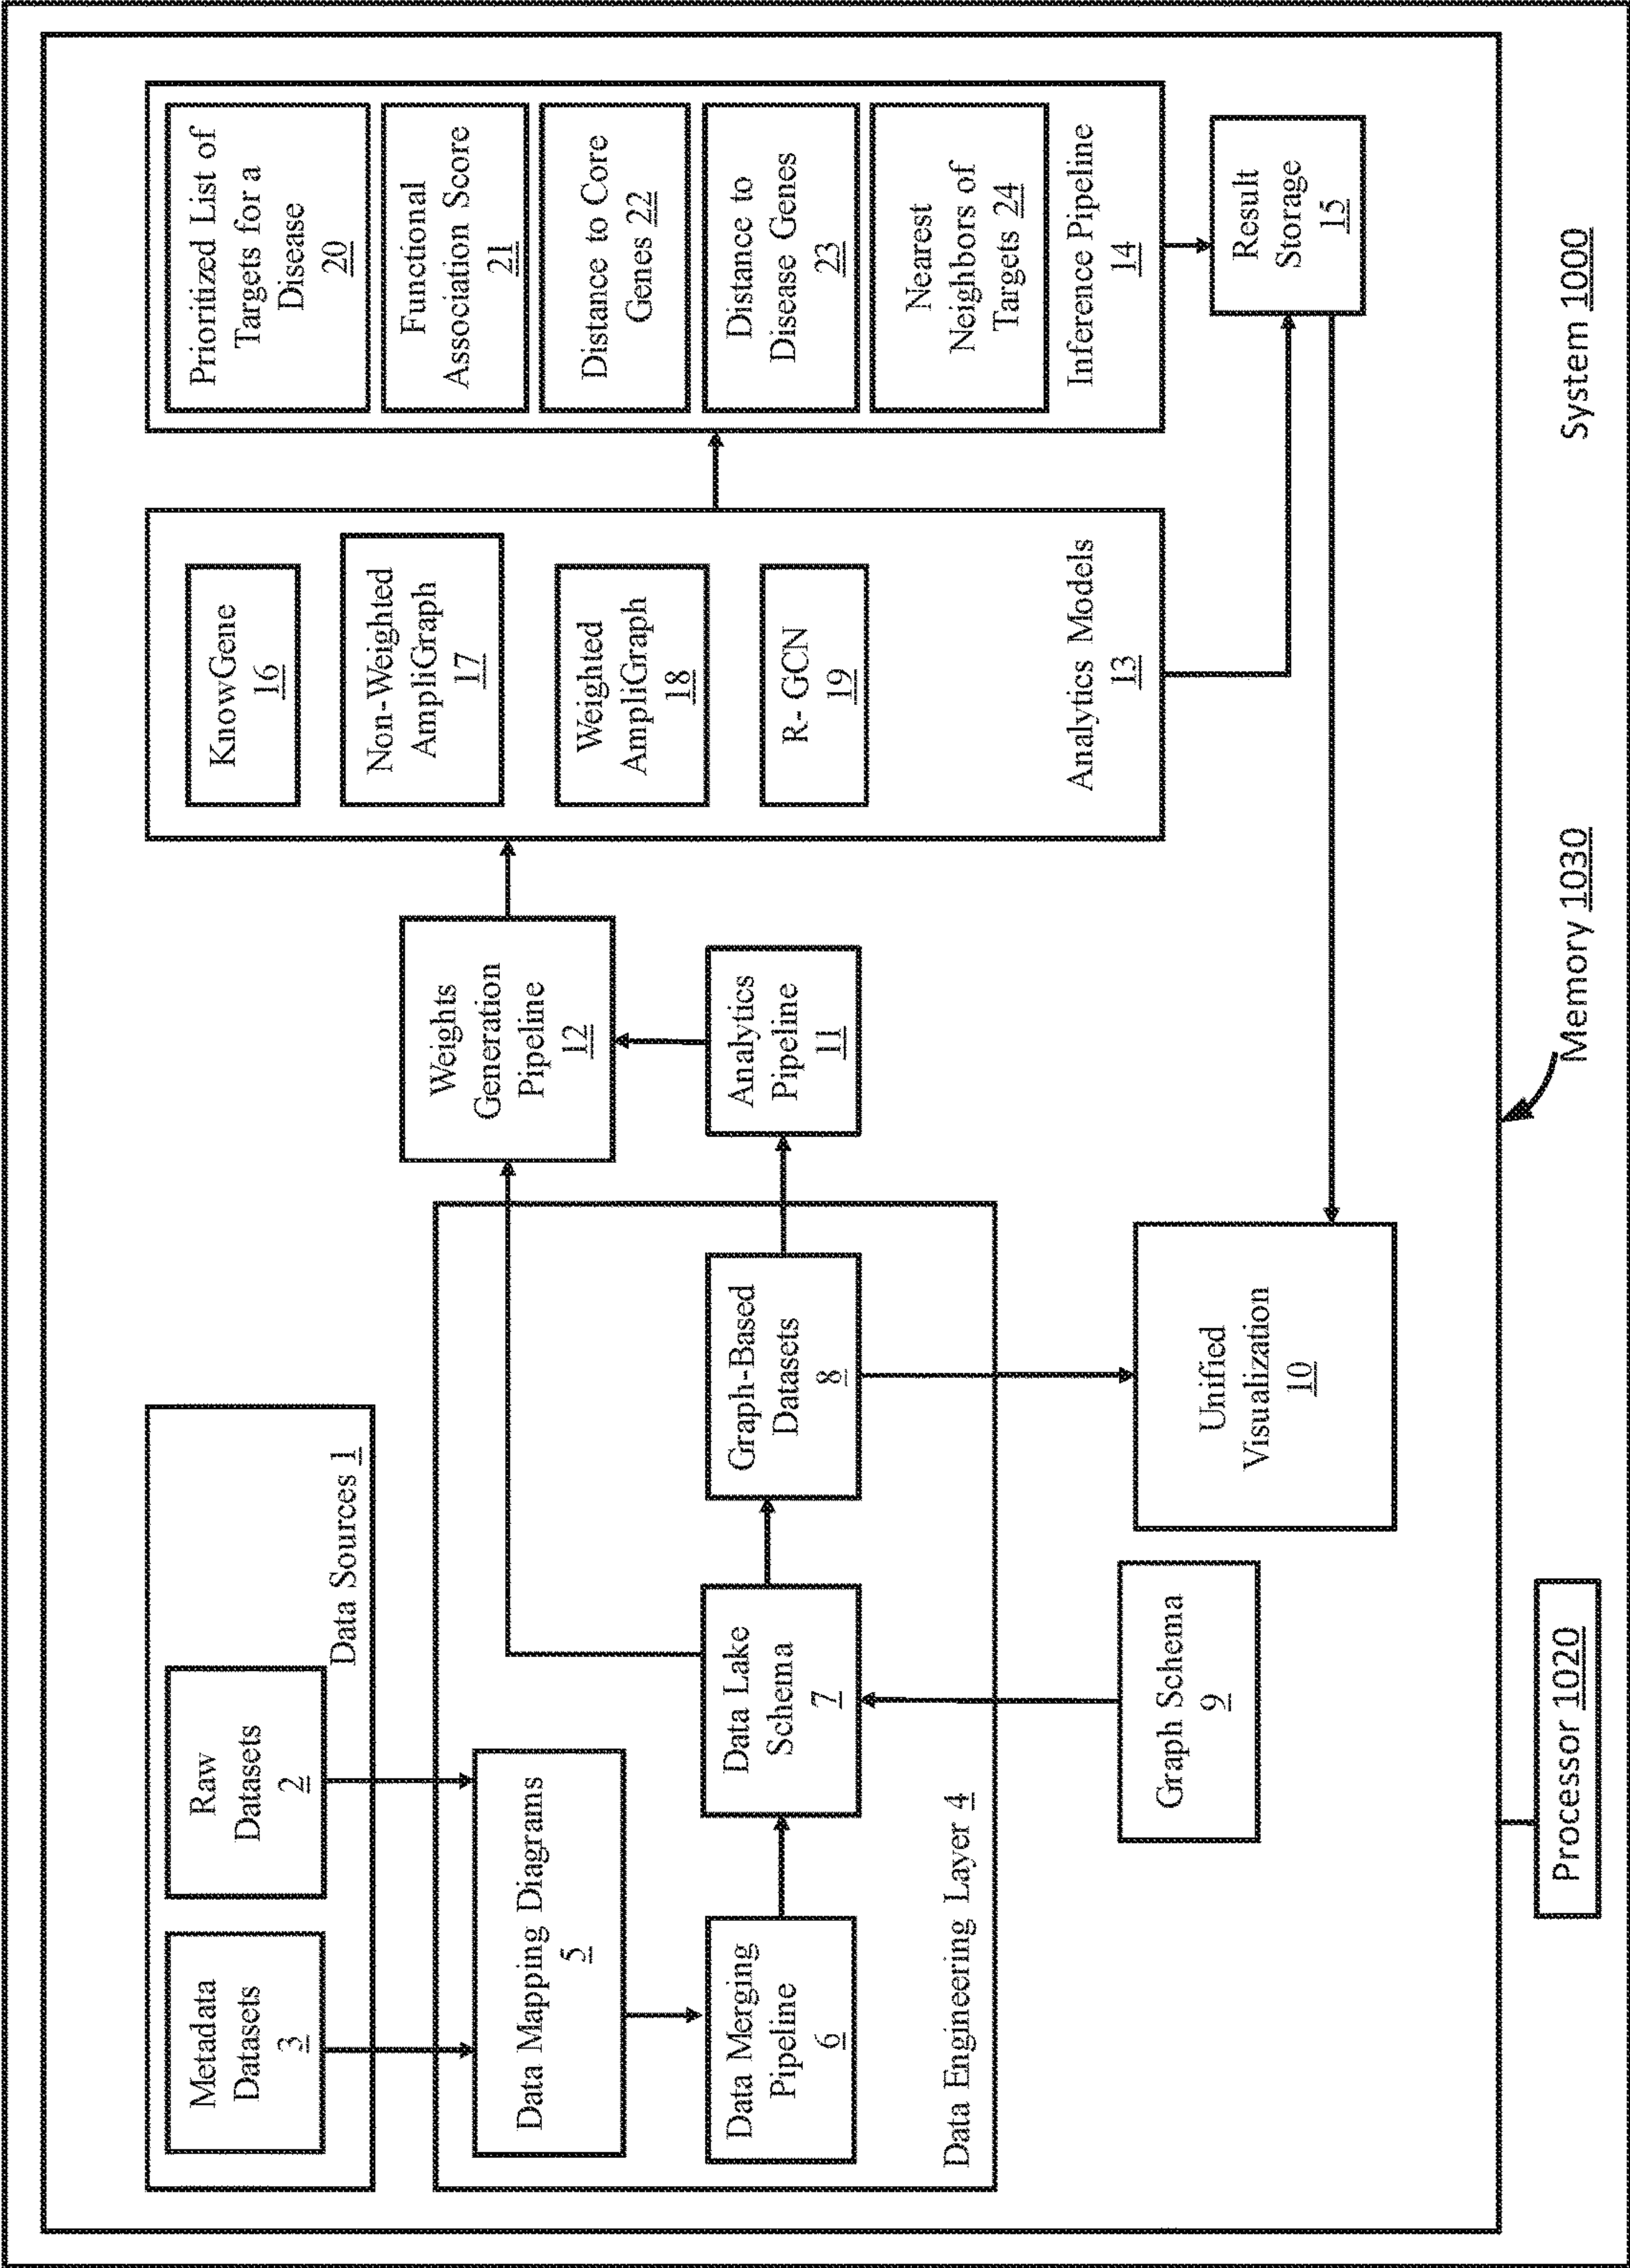 Metadata
Datasets
3
Raw
Datasets
2
Data Sources 1
Data Mapping Diagrams
5
Data Merging
Pipeline
6
Data Lake
Schema
7
Graph-Based
Datasets
8
Data Engineering Layer 4
Graph Schema
9
Unified
Visualization
10
Analytics
Pipeline
11
Weights
Generation
Pipeline
12
KnowGene
16
Non-Weighted
AmpliGraph
17
Weighted
AmpliGraph
18
R- GCN
19
Analytics Models
13
Prioritized List of
Targets for a
Disease
20
Functional
Association Score
21
Distance to Core
Genes 22
Distance to
Disease Genes
23
Nearest
Neighbors of
Targets 24
Inference Pipeline
14
Result
Storage
15
Processor 1020
Memory 1030
System 1000